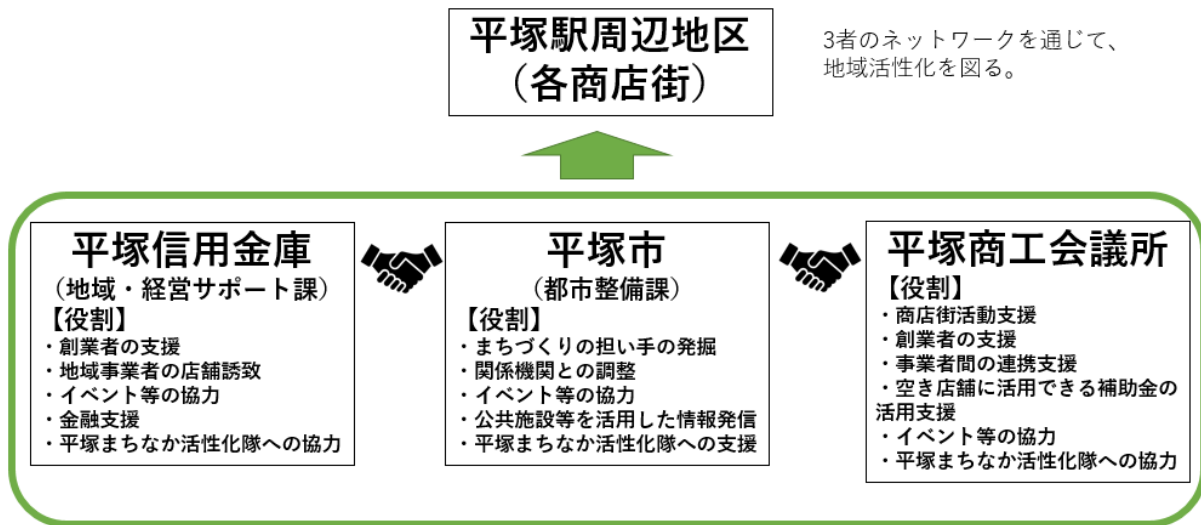 平塚駅周辺地区
（各商店街）
3者のネットワークを通じて、
地域活性化を図る。
平塚信用金庫
（地域・経営サポート課）
【役割】
・創業者の支援
・地域事業者の店舗誘致
・イベント等の協力
・金融支援
・平塚まちなか活性化隊への協力
平塚市
（都市整備課）
【役割】
・まちづくりの担い手の発掘
・関係機関との調整
・イベント等の協力
・公共施設等を活用した情報発信
・平塚まちなか活性化隊への支援
平塚商工会議所
【役割】
・商店街活動支援
・創業者の支援
・事業者間の連携支援
・空き店舗に活用できる補助金の
活用支援
・イベント等の協力
・平塚まちなか活性化隊への協力